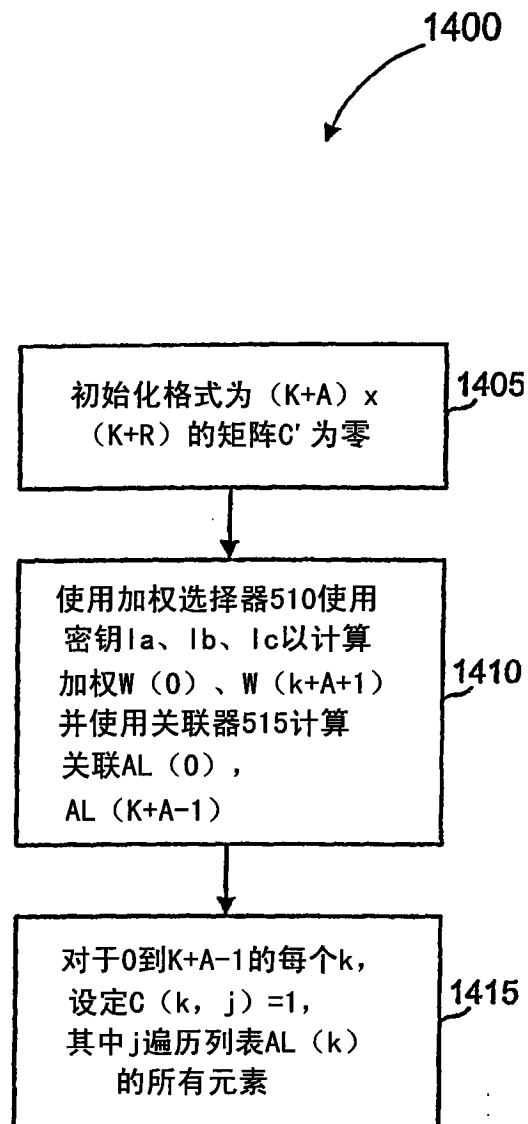 1400
初始化格式为（K+A）x
（K+R）的矩阵C′为零
1405
使用加权选择器510使用
密钥Ia、Ib、Ic以计算
加权W（0）、W（k+A+1）
并使用关联器515计算
关联AL（0），
AL（K+A-1）
1410
对于0到K+A-1的每个k，
设定C（k，j）=1，
其中j遍历列表AL（k）
的所有元素
1415